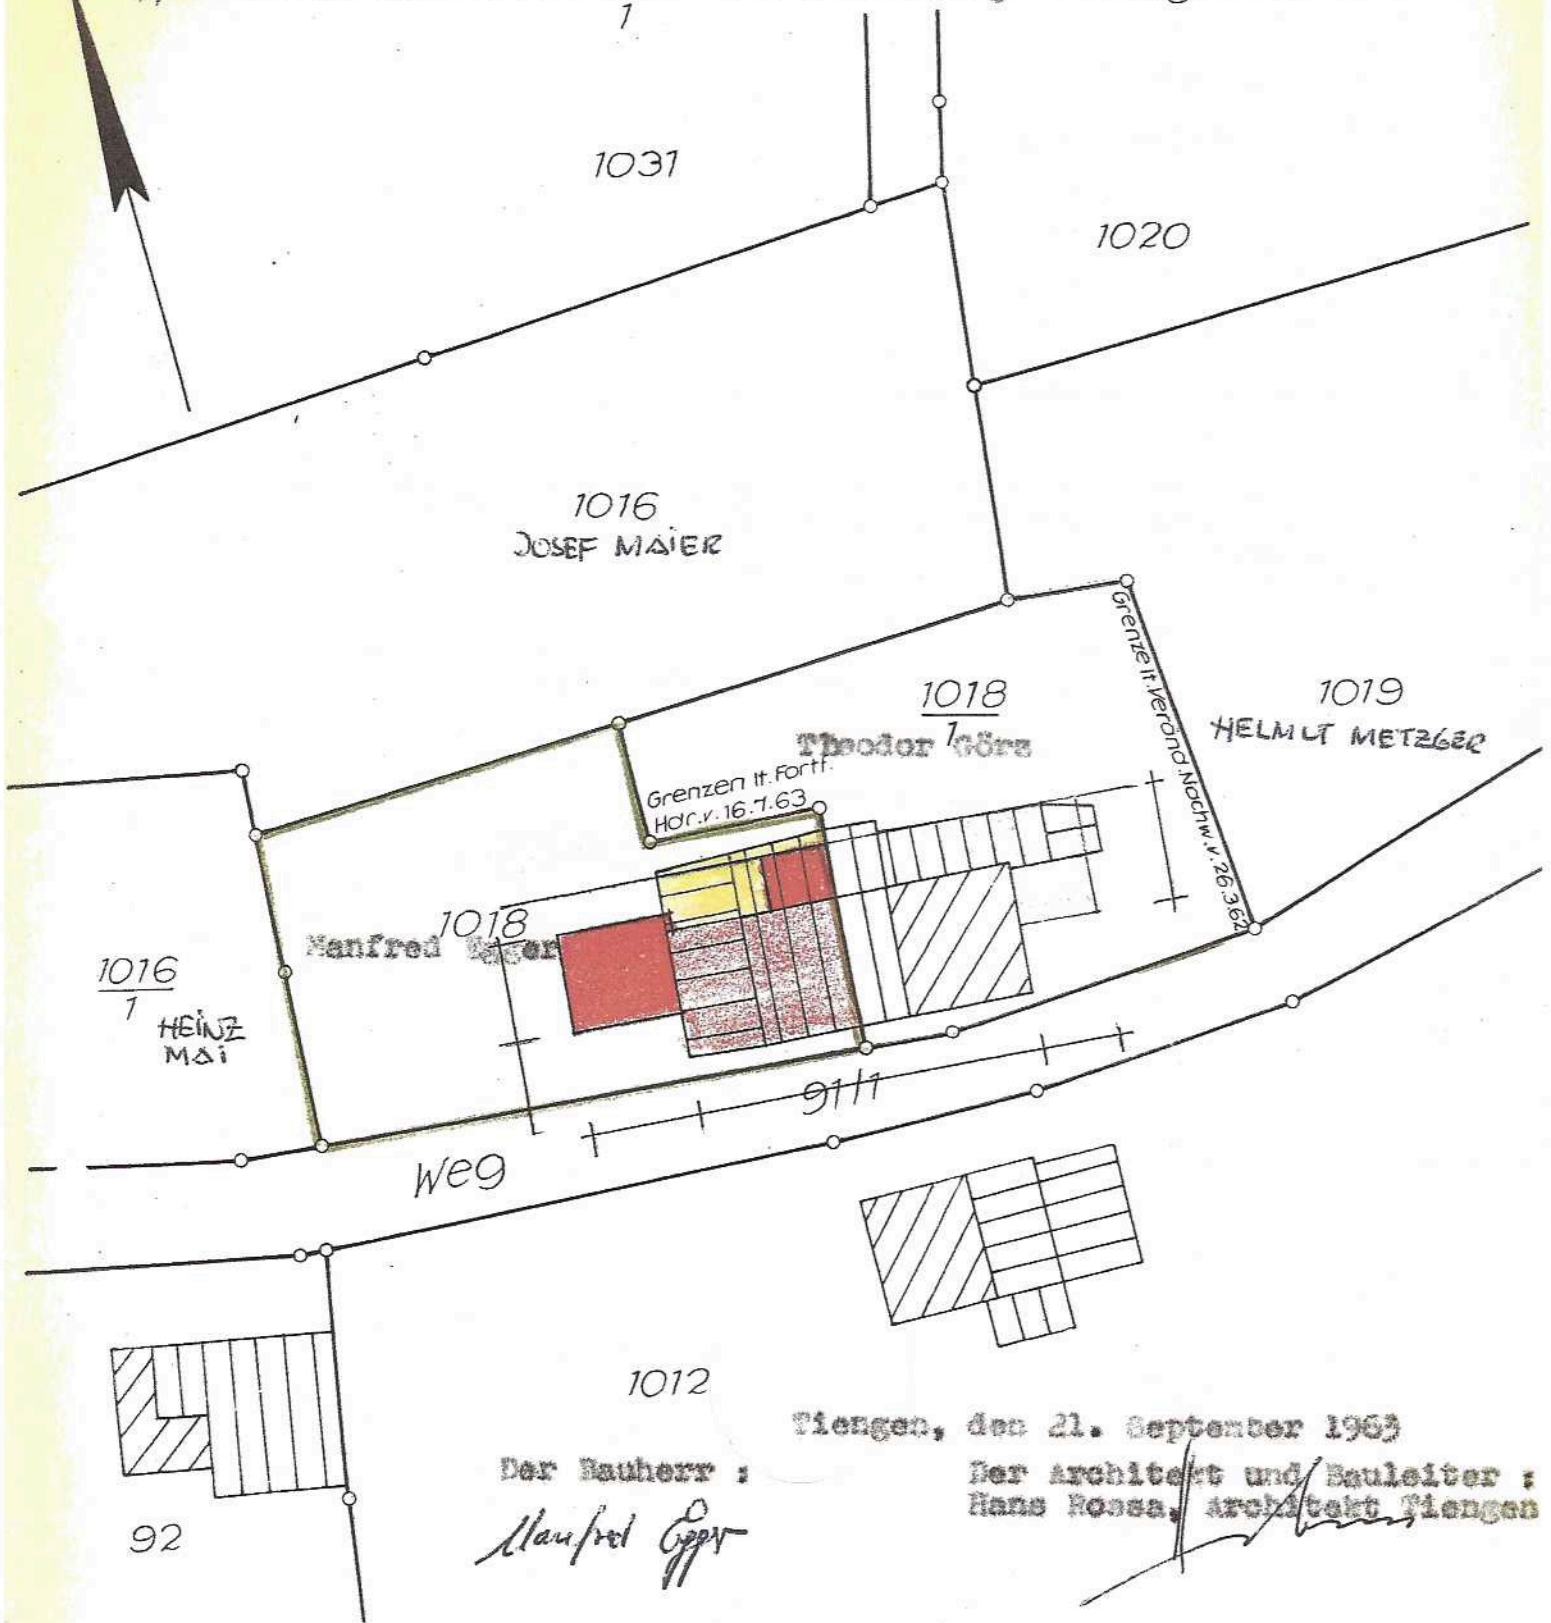 1
1031
1020
1016
JOSEF MAIER
1018
1
Theodor Görs
Grenze lt. Veränd. Nachw. v. 26.3.62
1019
HELMUT METZGER
Grenzen lt. Fortf.
Hdr. v. 16.7.63
1018
Manfred
1016
1
HEINZ
MAI
91/1
Weg
1012
92
Tiengen, den 21. September 1963
Der Bauherr :
Manfred Egger
Der Architekt und Bauleiter :
Hans Rossa, Architekt Tiengen